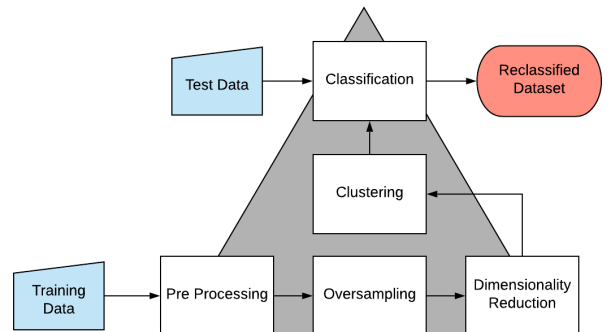 Test Data
Classification
Reclassified
Dataset
Clustering
Training
Data
Pre Processing
Oversampling
Dimensionality
Reduction